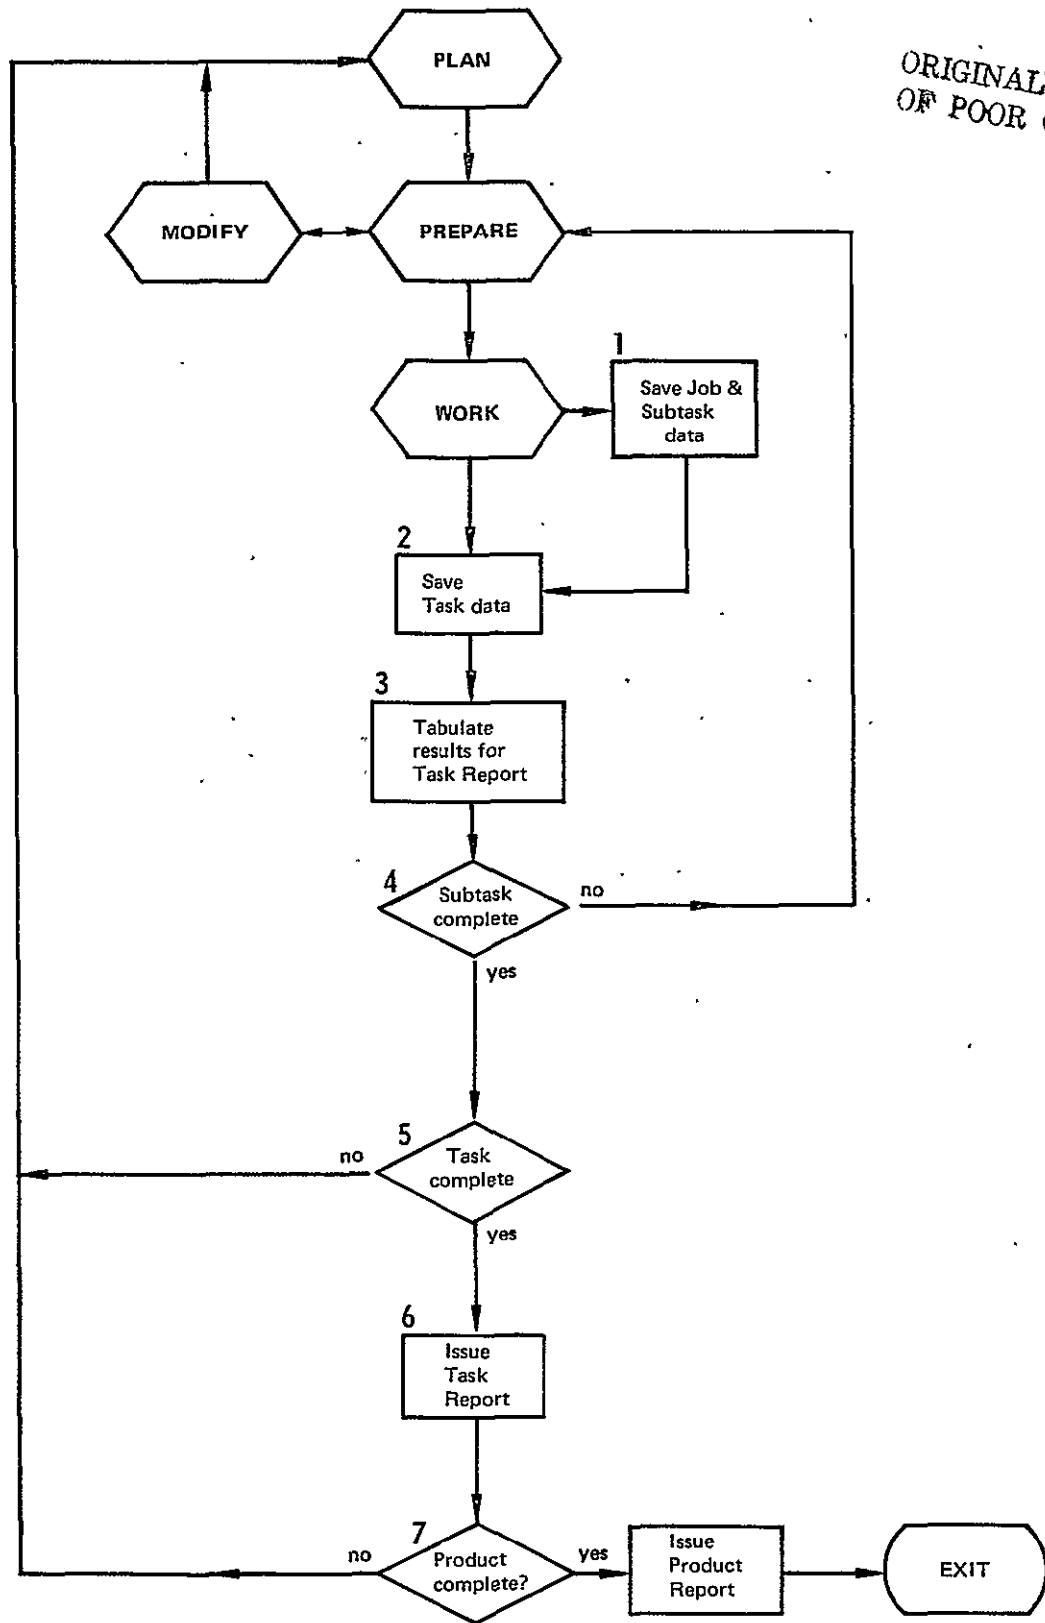 PLAN
ORIGINAL
OF POOR
MODIFY
PREPARE
1
Save Job &
Subtask
data
WORK
2
Save
Task data
3
Tabulate
results for
Task Report
4
Subtask
complete
no
yes
5
Task
complete
no
yes
6
Issue
Task
Report
7
Product
complete?
no
yes
Issue
Product
Report
EXIT